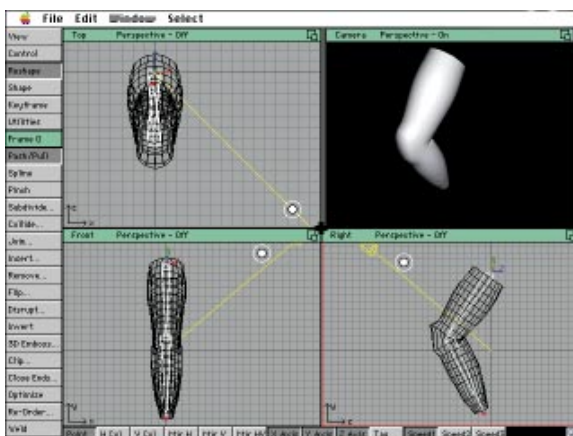 File Edit Window Select
View
Control
Reshape
Shape
Keyframe
Utilities
Frame 0
Push/Pull
Spline
Pinch
Subdivide...
Collide...
Join...
Insert...
Remove...
Flip...
Disrupt...
Invert
3D Emboss...
Clip...
Close Ends...
Optimize
Re-Order...
Weld
Top Perspective - Off
Camera Perspective - On
Front Perspective - Off
Right Perspective - Off